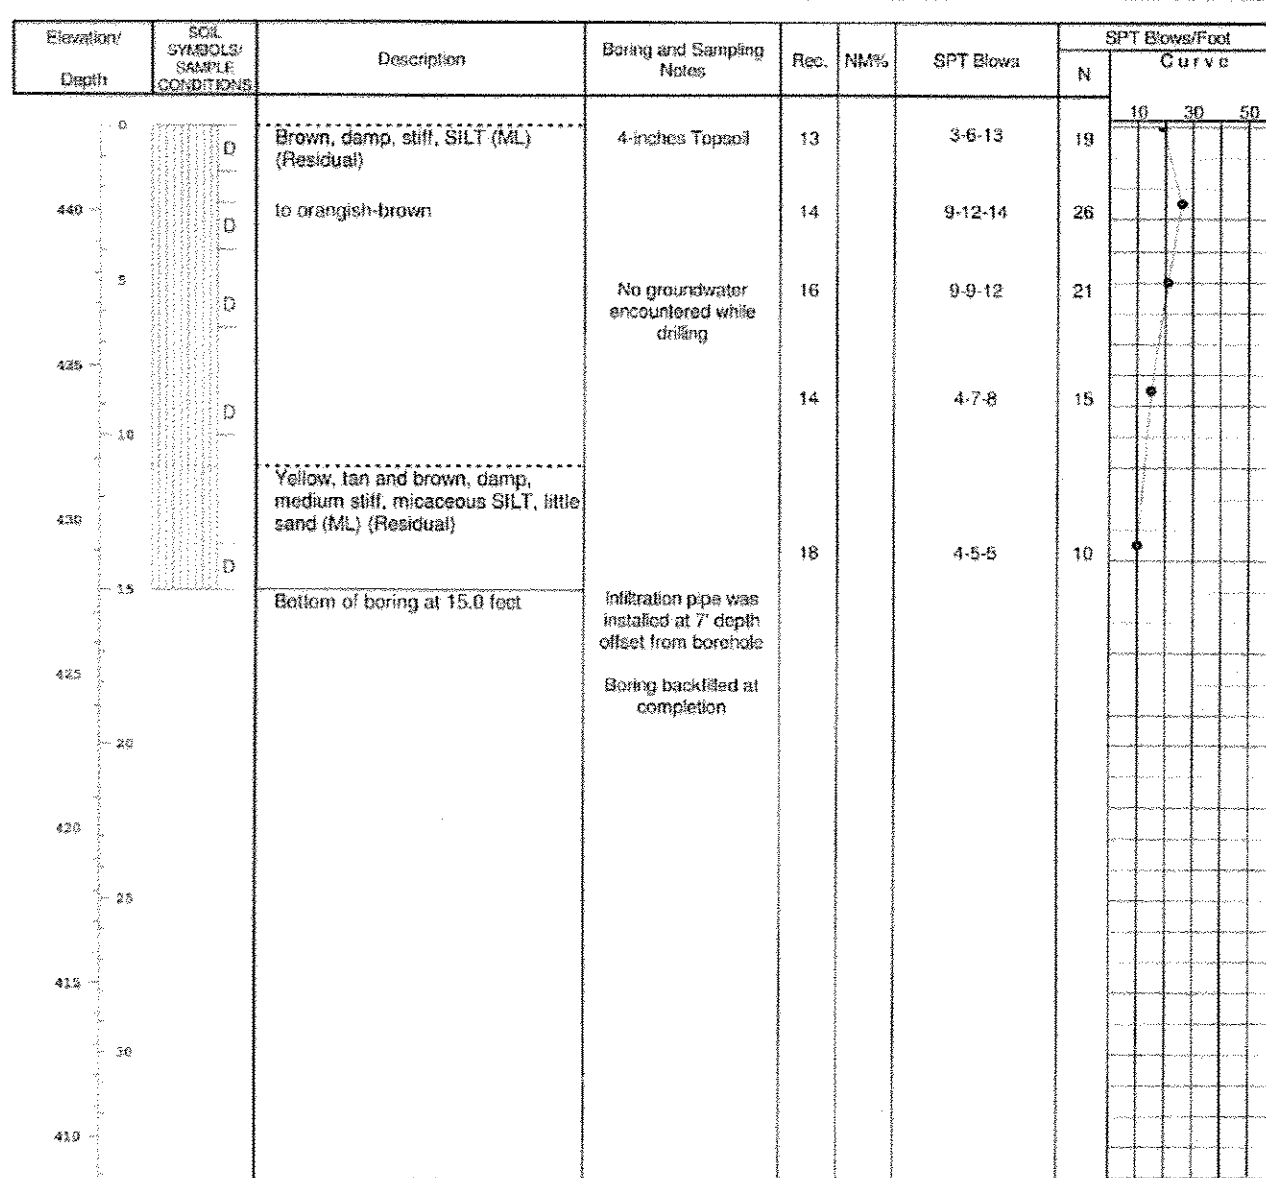 Elevation/
Depth
SOIL
SYMBOLS/
SAMPLE
CONDITIONS
Description
Boring and Sampling
Notes
Rec.
NM%
SPT Blows
SPT Blows/Foot
Curve
N
10 30 50
0
D
Brown, damp, stiff, SILT (ML)
(Residual)
4-inches Topsoil
13
3-6-13
19
440
D
to orangish-brown
14
9-12-14
26
5
D
No groundwater
encountered while
drilling
16
9-9-12
21
435
D
14
4-7-8
15
10
Yellow, tan and brown, damp,
medium stiff, micaceous SILT, little
sand (ML) (Residual)
430
D
18
4-5-5
10
15
Bottom of boring at 15.0 feet
Infiltration pipe was
installed at 7' depth
offset from borehole
425
Boring backfilled at
completion
20
420
25
415
30
410